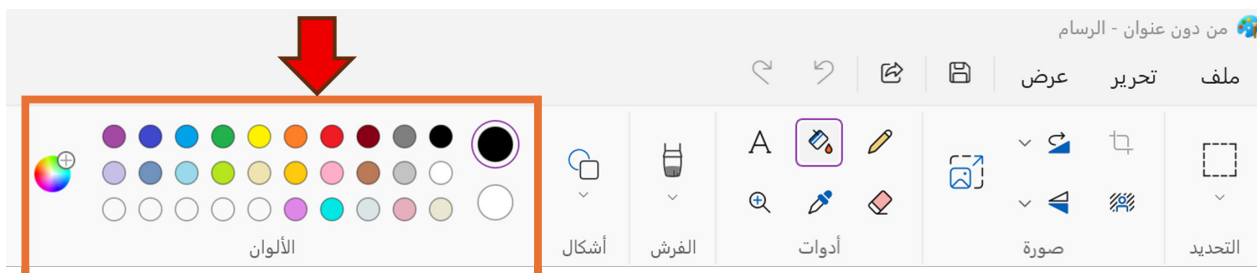 من دون عنوان - الرسام
ملف تحرير عرض
A
التحديد صورة أدوات الفرش أشكال الألوان